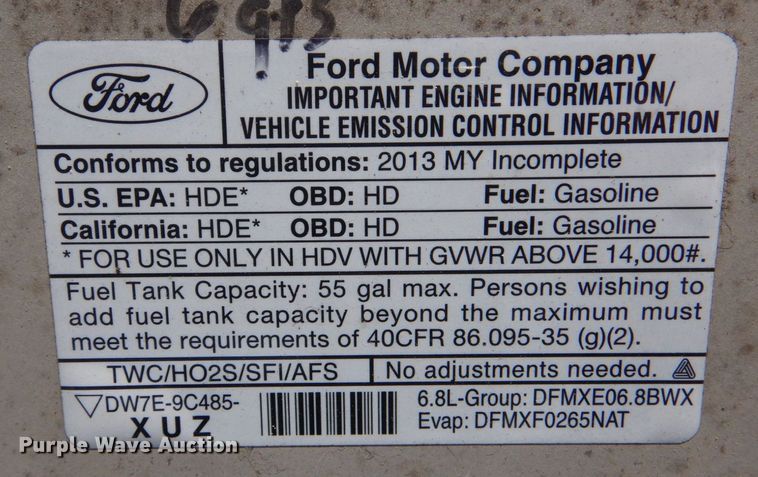 6 qts
Ford
Ford Motor Company
IMPORTANT ENGINE INFORMATION/
VEHICLE EMISSION CONTROL INFORMATION
Conforms to regulations: 2013 MY Incomplete
U.S. EPA: HDE* OBD: HD Fuel: Gasoline
California: HDE* OBD: HD Fuel: Gasoline
* FOR USE ONLY IN HDV WITH GVWR ABOVE 14,000#.
Fuel Tank Capacity: 55 gal max. Persons wishing to
add fuel tank capacity beyond the maximum must
meet the requirements of 40CFR 86.095-35 (g)(2).
TWC/HO2S/SFI/AFS No adjustments needed.
DW7E-9C485-
X U Z
6.8L-Group: DFMXE06.8BWX
Evap: DFMXF0265NAT
Purple Wave Auction